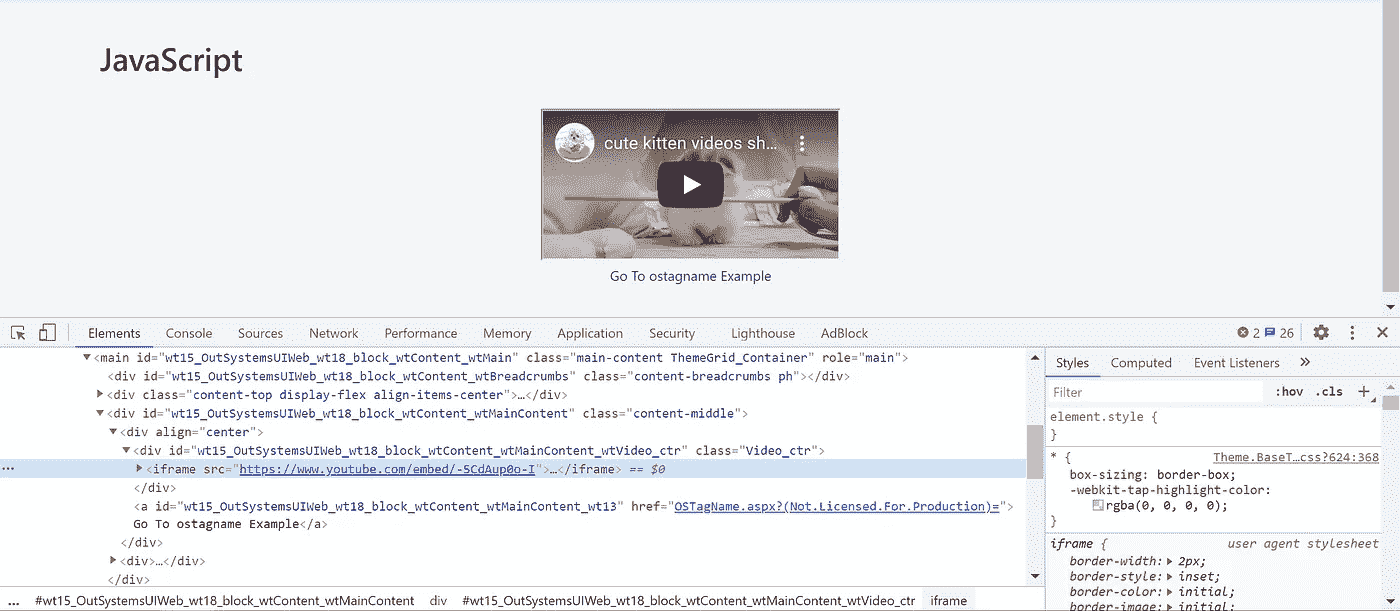 JavaScript
cute kitten videos sh...
Go To ostagname Example
Elements Console Sources Network Performance Memory Application Security Lighthouse AdBlock 2 26
<main id="wt15_OutSystemsUIWeb_wt18_block_wtContent_wtMain" class="main-content ThemeGrid_Container" role="main">
<div id="wt15_OutSystemsUIWeb_wt18_block_wtContent_wtBreadcrumbs" class="content-breadcrumbs ph"></div>
<div class="content-top display-flex align-items-center">…</div>
<div id="wt15_OutSystemsUIWeb_wt18_block_wtContent_wtMainContent" class="content-middle">
<div align="center">
<div id="wt15_OutSystemsUIWeb_wt18_block_wtContent_wtMainContent_wtVideo_ctr" class="Video_ctr">
<iframe src="https://www.youtube.com/embed/-5CdAup0o-I">…</iframe> == $0
</div>
<a id="wt15_OutSystemsUIWeb_wt18_block_wtContent_wtMainContent_wt13" href="OSTagName.aspx?(Not.Licensed.For.Production)=">
Go To ostagname Example</a>
</div>
<div>…</div>
</div>
... #wt15_OutSystemsUIWeb_wt18_block_wtContent_wtMainContent div #wt15_OutSystemsUIWeb_wt18_block_wtContent_wtMainContent_wtVideo_ctr iframe
Styles Computed Event Listeners »
Filter :hov .cls +
element.style {
}
* { Theme.BaseT…css?624:368
box-sizing: border-box;
-webkit-tap-highlight-color:
rgba(0, 0, 0, 0);
}
iframe { user agent stylesheet
border-width: 2px;
border-style: inset;
border-color: initial;
border-image: initial;